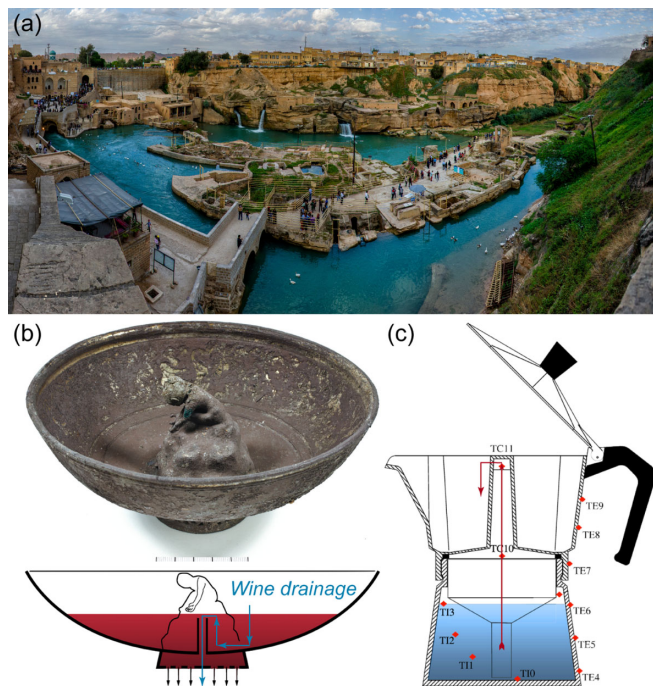 (a)
(b)
(c)
TC11
TE9
TE8
TC10
TE7
Wine drainage
TI3
TE6
TI2
TE5
TI1
TI0
TE4